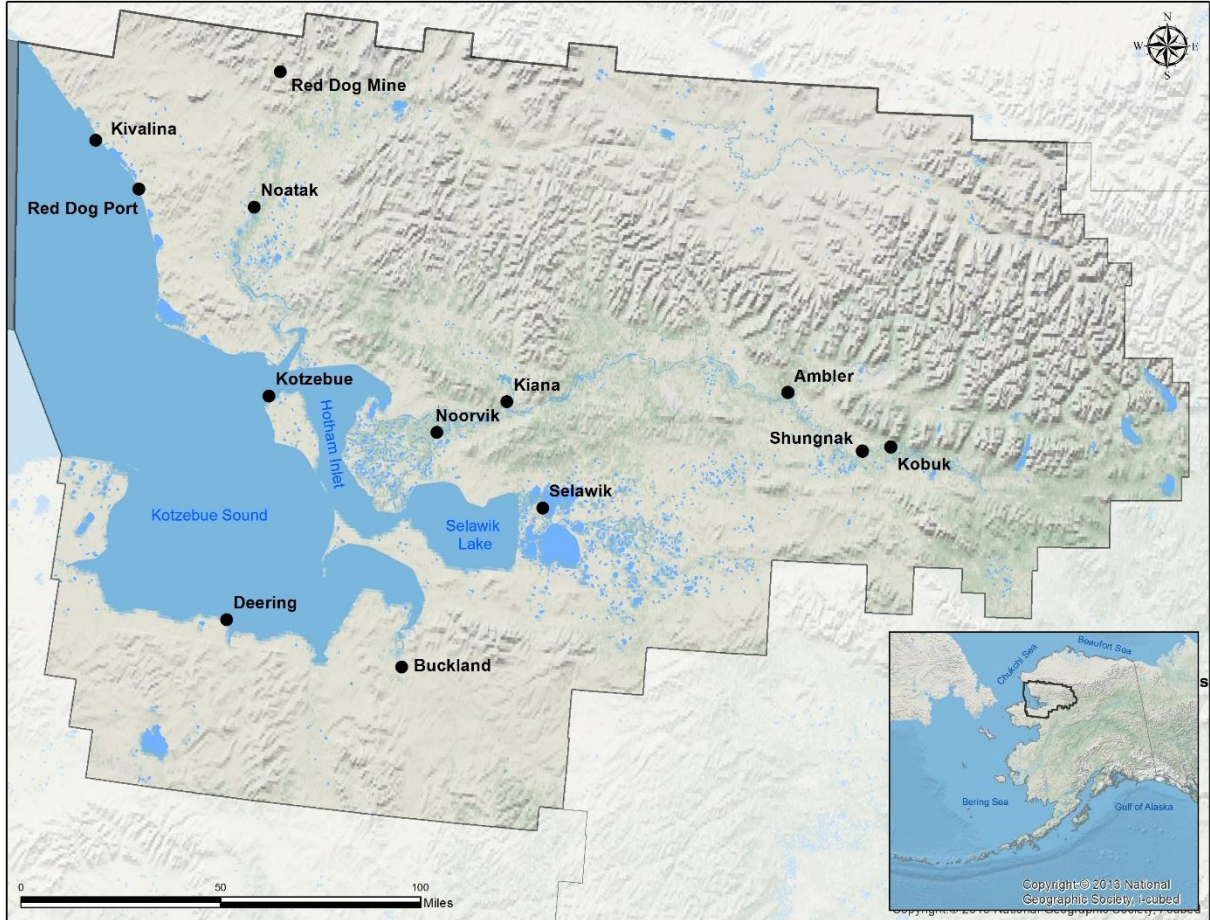 N
W E
S
Red Dog Mine
Kivalina
Red Dog Port
Noatak
Kotzebue
Hotham Inlet
Kiana
Noorvik
Ambler
Shungnak
Kobuk
Selawik
Selawik
Lake
Kotzebue Sound
Deering
Buckland
Chukchi Sea
Beaufort Sea
Bering Sea
Gulf of Alaska
Copyright:© 2013 National
Geographic Society, i-cubed
0 50 100
Miles